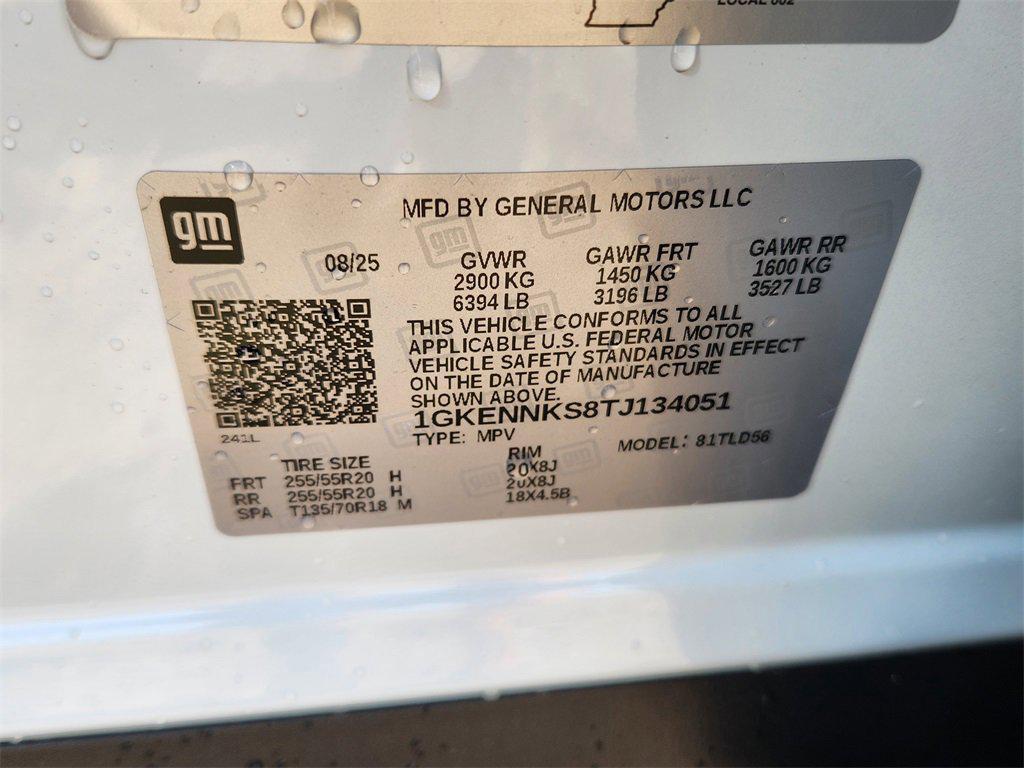 LOCAL 602
gm
MFD BY GENERAL MOTORS LLC
08/25
GVWR GAWR FRT GAWR RR
2900 KG 1450 KG 1600 KG
6394 LB 3196 LB 3527 LB
THIS VEHICLE CONFORMS TO ALL
APPLICABLE U.S. FEDERAL MOTOR
VEHICLE SAFETY STANDARDS IN EFFECT
ON THE DATE OF MANUFACTURE
SHOWN ABOVE.
1GKENNKS8TJ134051
241L
TYPE: MPV MODEL: 81TLD56
TIRE SIZE RIM
FRT 255/55R20 H 20X8J
RR 255/55R20 H 20X8J
SPA T135/70R18 M 18X4.5B